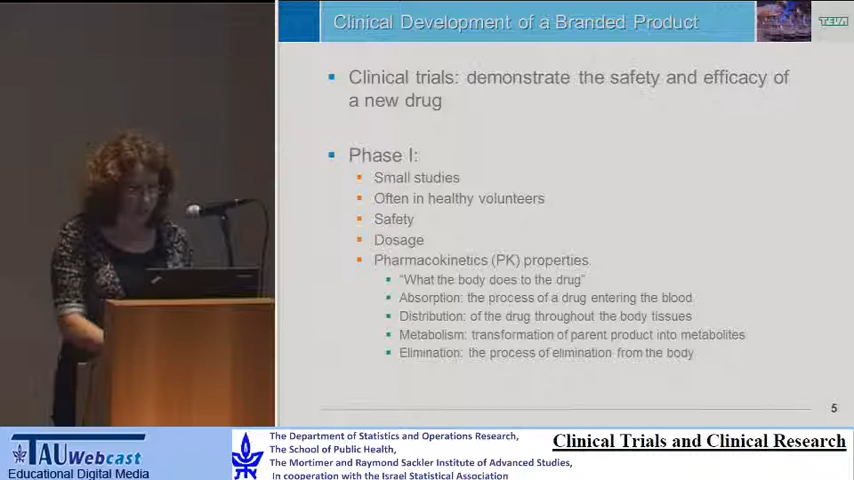 Clinical Development of a Branded Product
TEVA
Clinical trials: demonstrate the safety and efficacy of
a new drug
Phase I:
Small studies
Often in healthy volunteers
Safety
Dosage
Pharmacokinetics (PK) properties
“What the body does to the drug”
Absorption: the process of a drug entering the blood
Distribution: of the drug throughout the body tissues
Metabolism: transformation of parent product into metabolites
Elimination: the process of elimination from the body
5
TAU Webcast
Educational Digital Media
The Department of Statistics and Operations Research,
The School of Public Health,
The Mortimer and Raymond Sackler Institute of Advanced Studies,
In cooperation with the Israel Statistical Association
Clinical Trials and Clinical Research